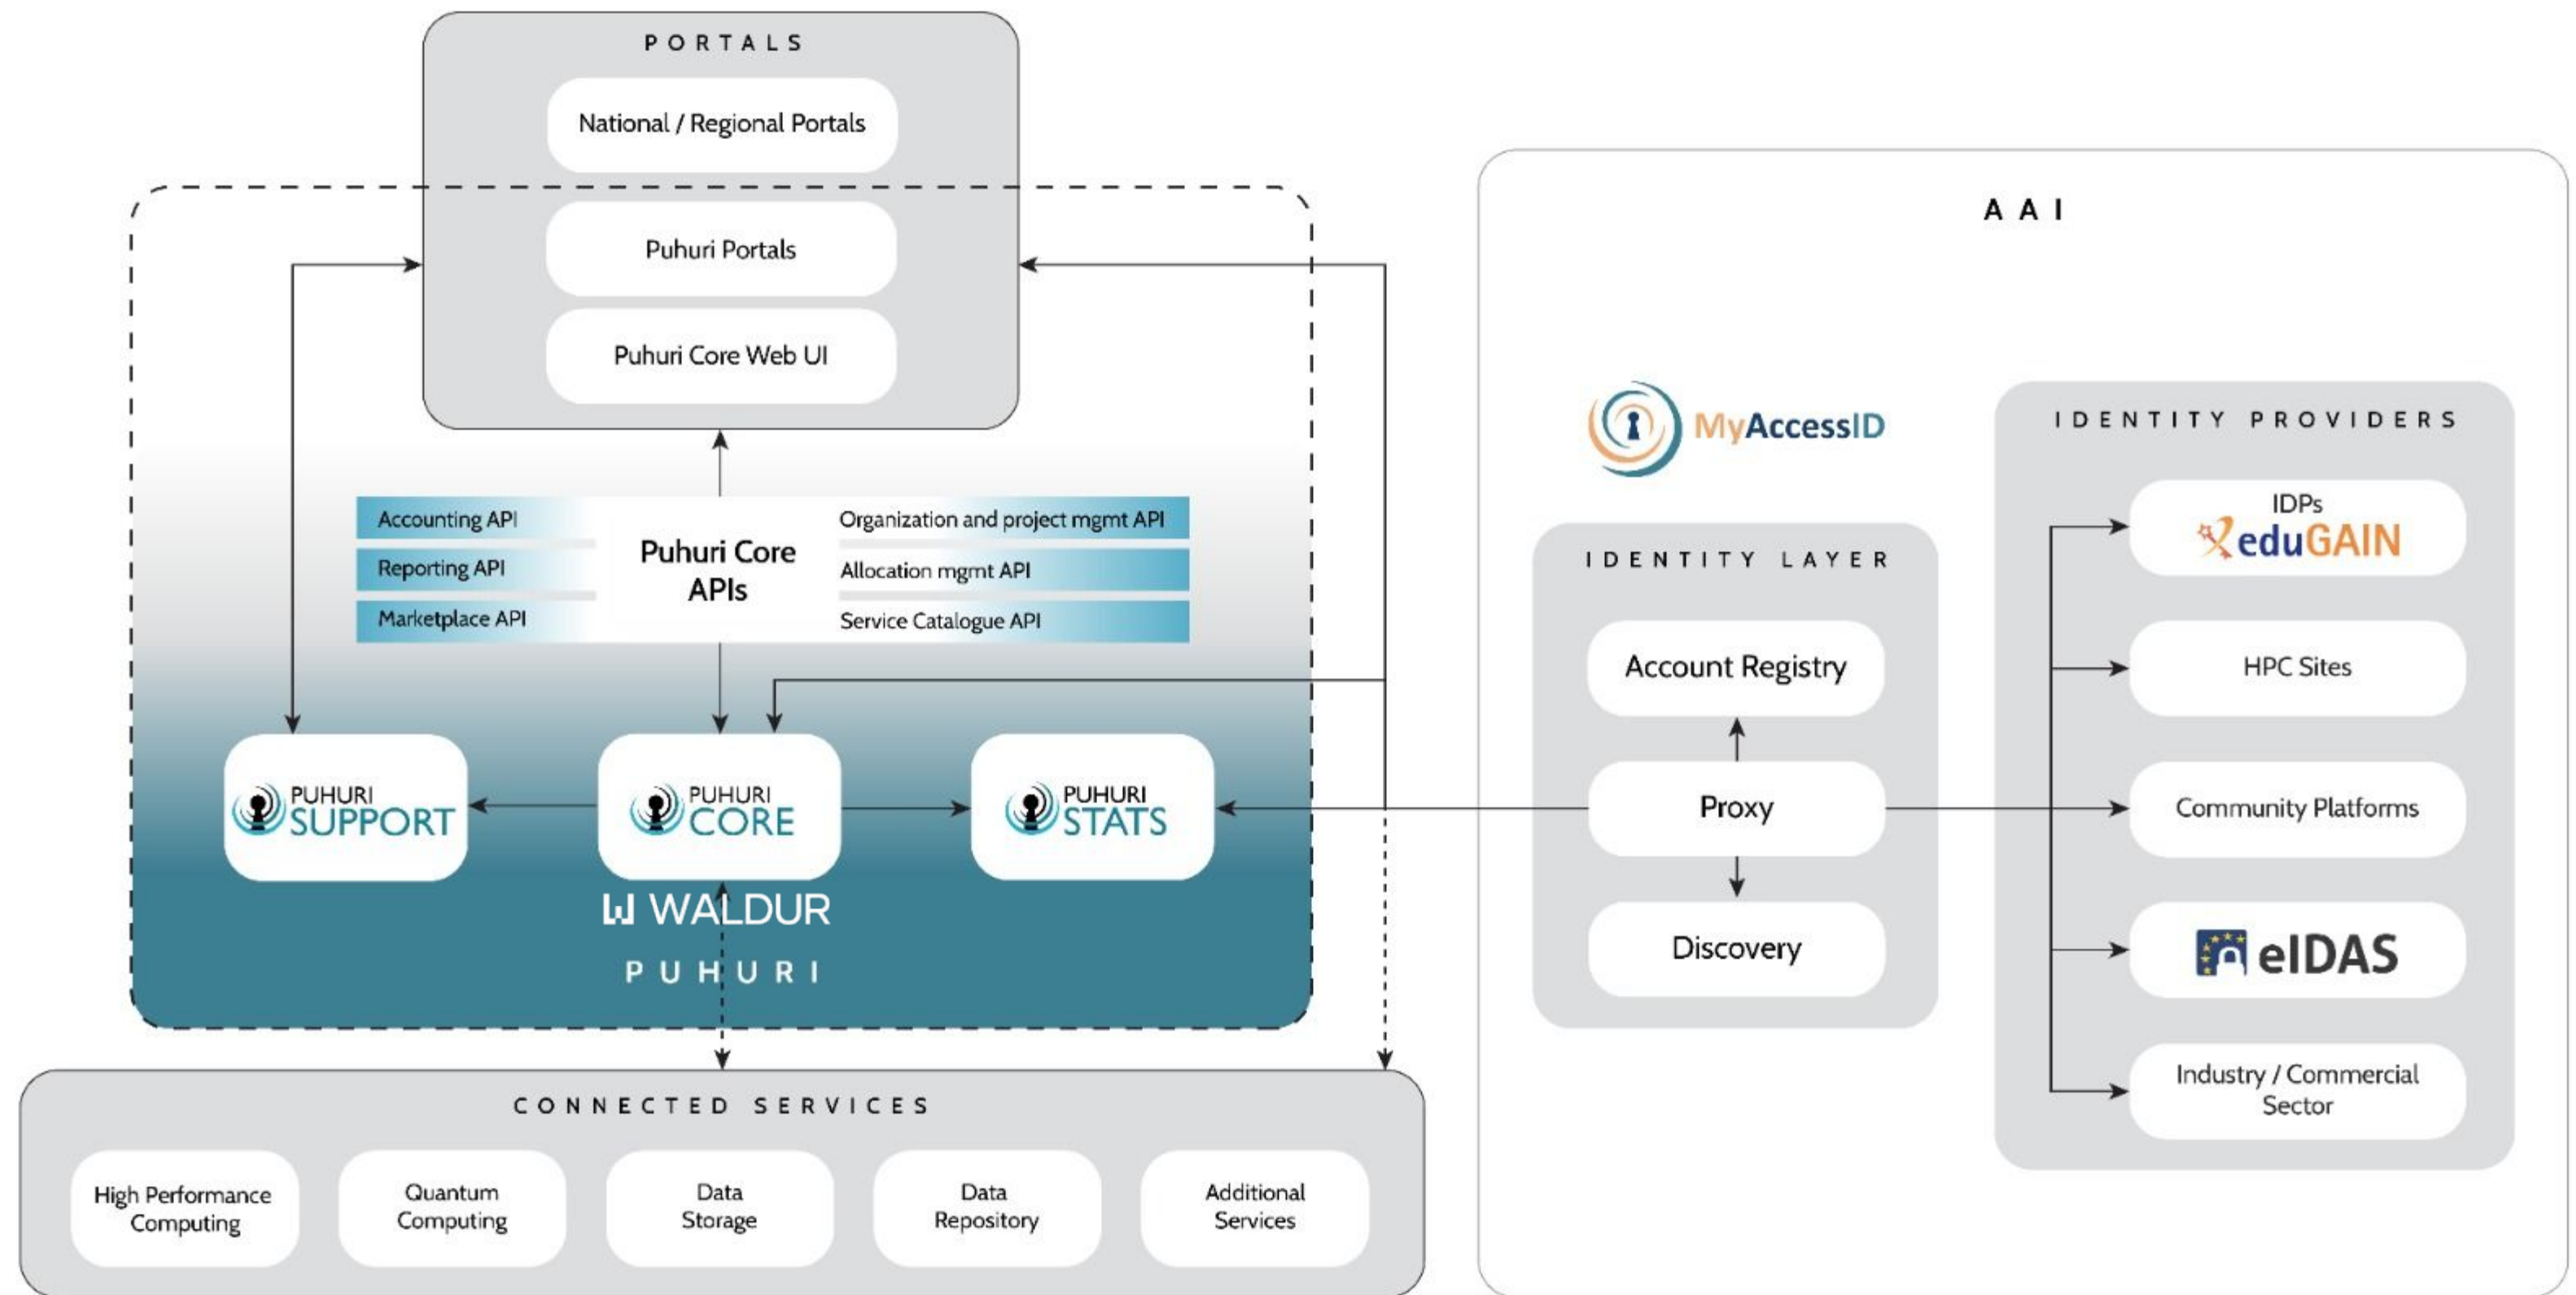 PORTALS
National / Regional Portals
Puhuri Portals
Puhuri Core Web UI
Accounting API
Reporting API
Marketplace API
Puhuri Core
APIs
Organization and project mgmt API
Allocation mgmt API
Service Catalogue API
PUHURI
SUPPORT
PUHURI
CORE
PUHURI
STATS
WALDUR
PUHURI
CONNECTED SERVICES
High Performance
Computing
Quantum
Computing
Data
Storage
Data
Repository
Additional
Services
AAI
MyAccessID
IDENTITY LAYER
Account Registry
Proxy
Discovery
IDENTITY PROVIDERS
IDPs
eduGAIN
HPC Sites
Community Platforms
eIDAS
Industry / Commercial
Sector